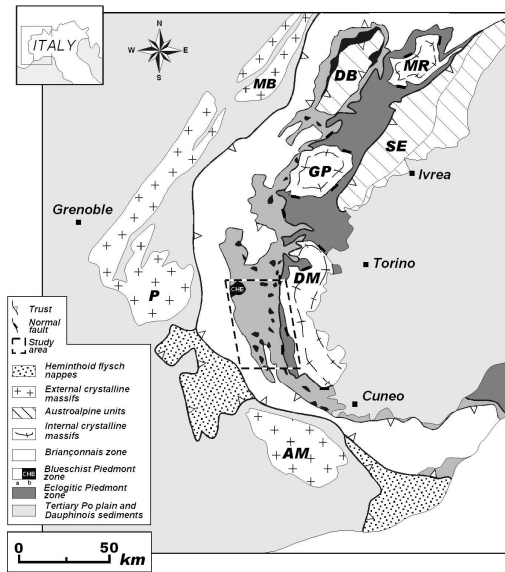 ITALY
N
W E
S
MB
DB
MR
SE
GP
Ivrea
Grenoble
Torino
DM
P
CHE
Cuneo
AM
Trust
Normal
fault
Study
area
Heminthoid flysch
nappes
External crystalline
massifs
Austroalpine units
Internal crystalline
massifs
Briançonnais zone
CHE
Blueschist Piedmont
zone
a b
Eclogitic Piedmont
zone
Tertiary Po plain and
Dauphinois sediments
0 50
km